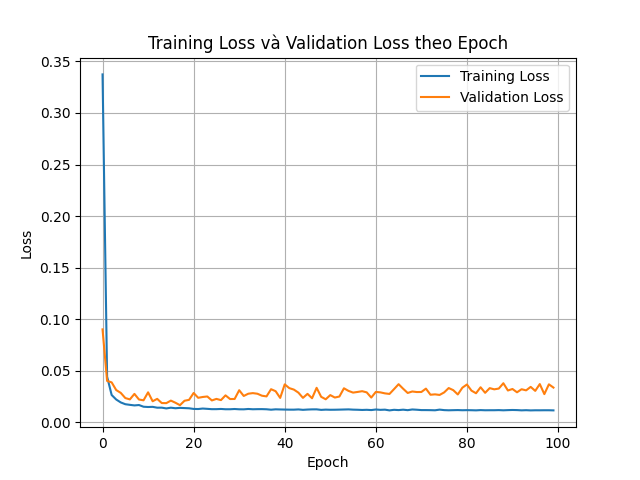 Training Loss và Validation Loss theo Epoch
Training Loss
Validation Loss
0.35
0.30
0.25
0.20
0.15
0.10
0.05
0.00
Loss
0 20 40 60 80 100
Epoch